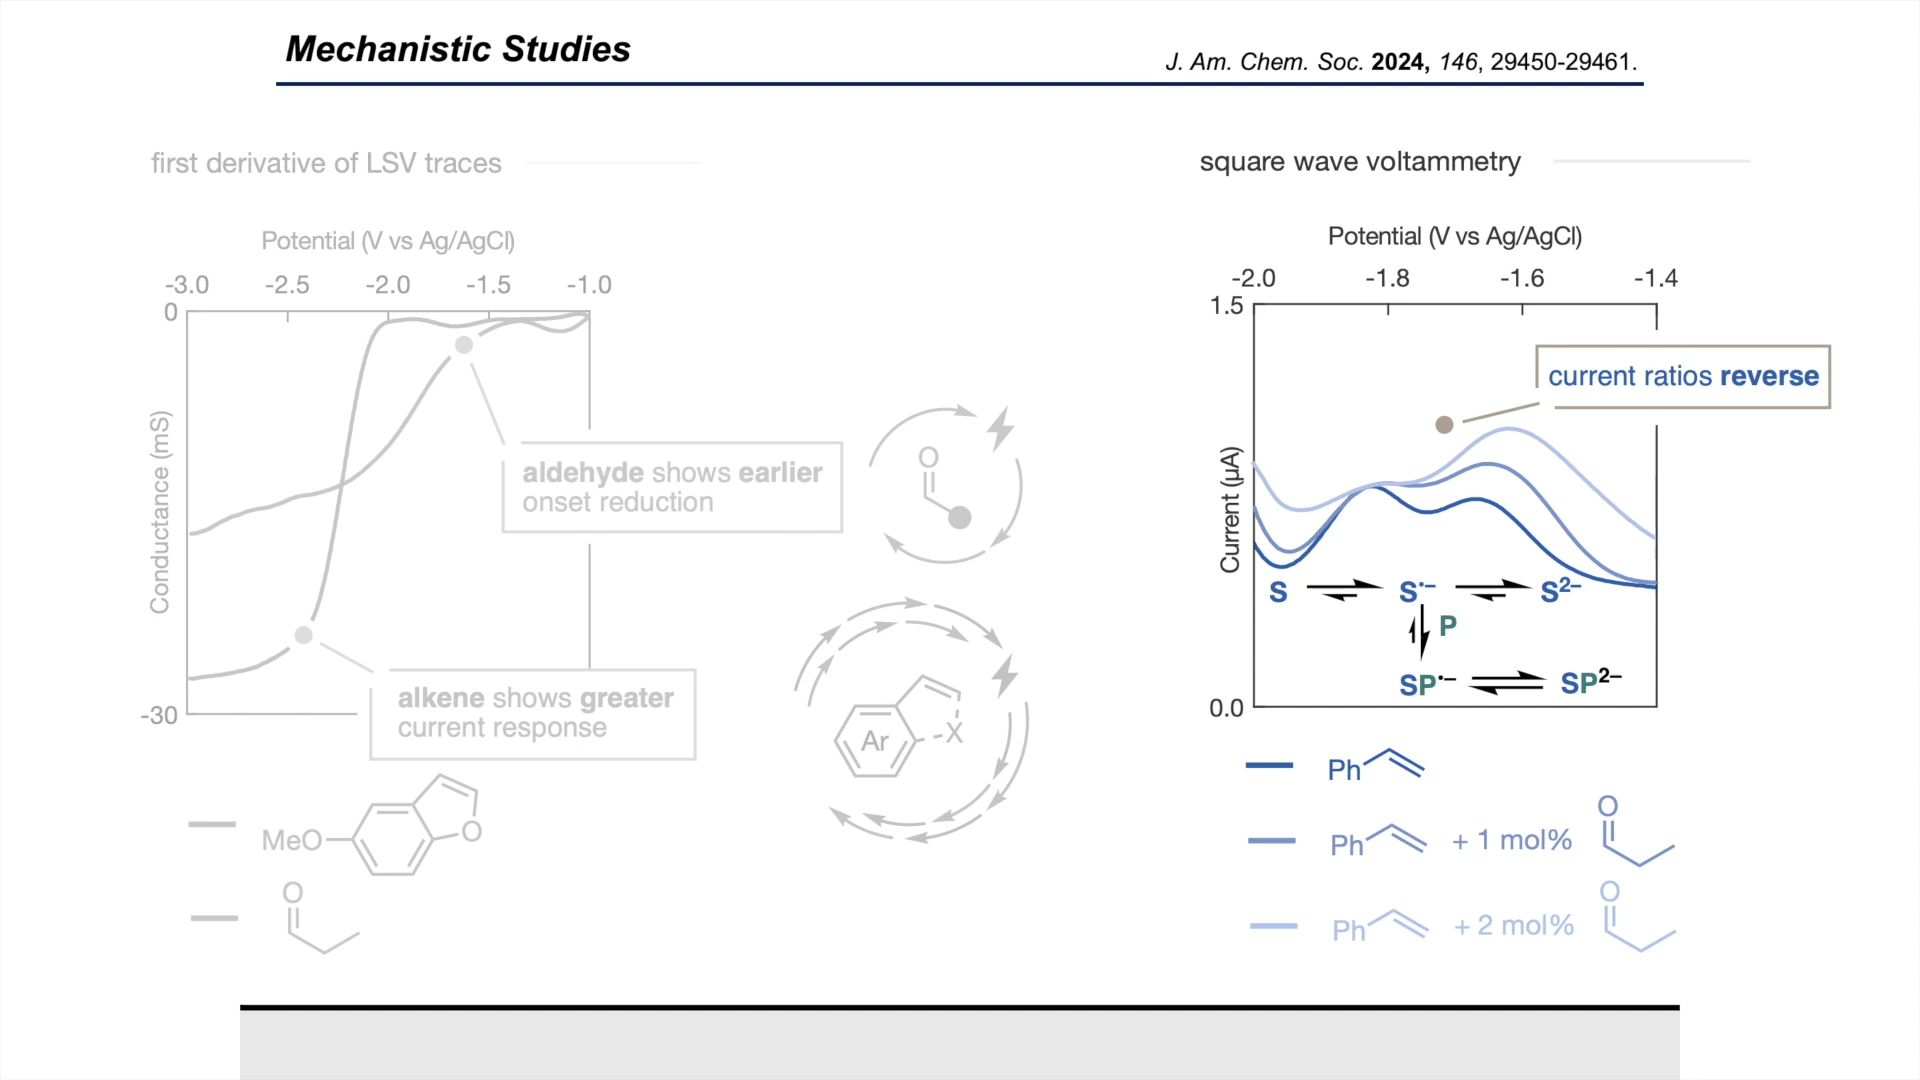 Mechanistic Studies
J. Am. Chem. Soc. 2024, 146, 29450-29461.
first derivative of LSV traces
Potential (V vs Ag/AgCl)
-3.0 -2.5 -2.0 -1.5 -1.0
0
Conductance (mS)
-30
aldehyde shows earlier
onset reduction
alkene shows greater
current response
MeO
O
O
O
Ar
X
square wave voltammetry
Potential (V vs Ag/AgCl)
-2.0 -1.8 -1.6 -1.4
1.5
current ratios reverse
Current (µA)
S S•– S2–
P
SP•– SP2–
0.0
Ph
Ph + 1 mol% O
Ph + 2 mol% O